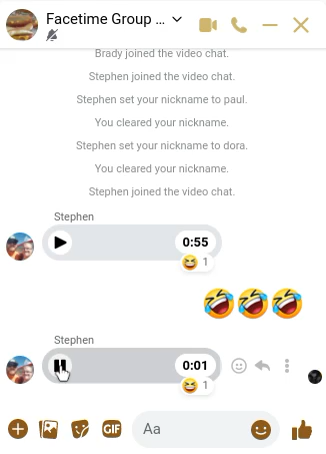 Facetime Group ...
Brady joined the video chat.
Stephen joined the video chat.
Stephen set your nickname to paul.
You cleared your nickname.
Stephen set your nickname to dora.
You cleared your nickname.
Stephen joined the video chat.
Stephen
0:55
1
Stephen
0:01
1
GIF
Aa